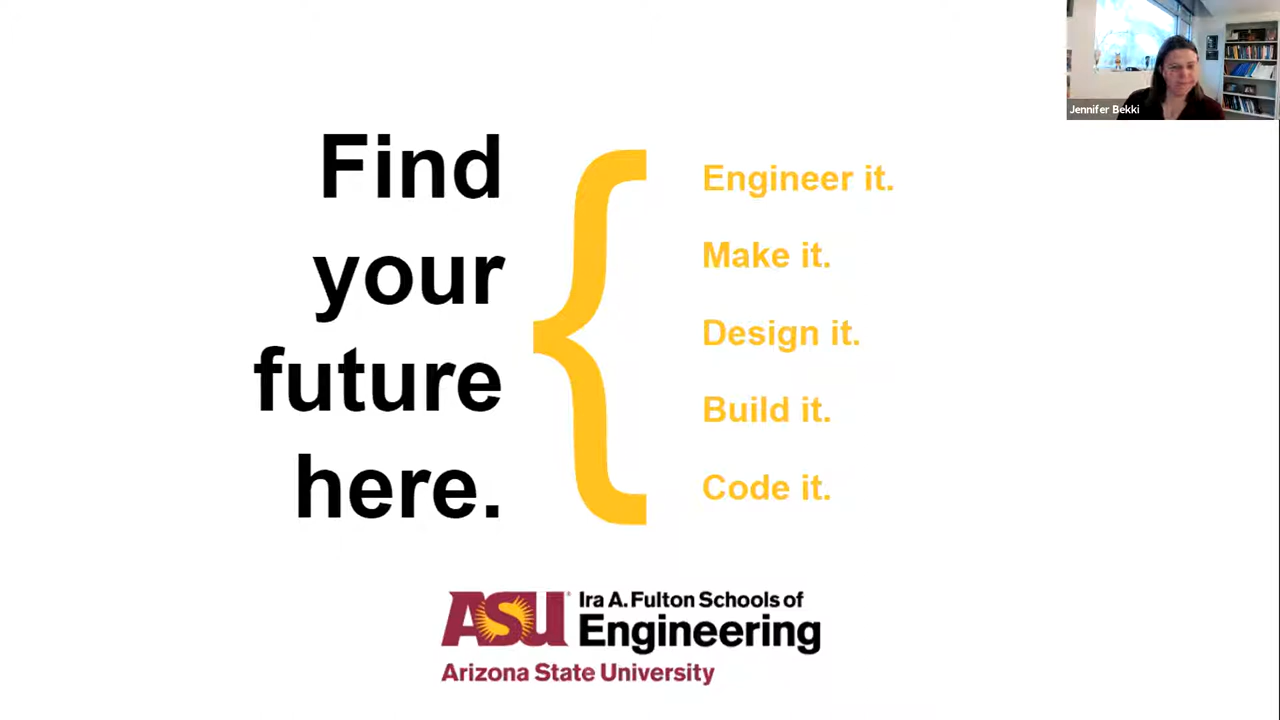 Find
your
future
here.
Engineer it.
Make it.
Design it.
Build it.
Code it.
ASU® Ira A. Fulton Schools of
Engineering
Arizona State University
Jennifer Bekki